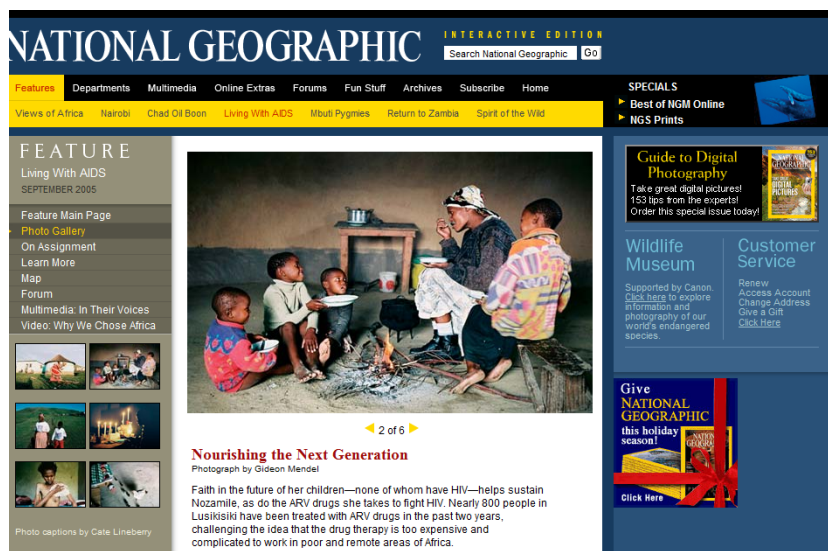 NATIONAL GEOGRAPHIC
INTERACTIVE EDITION
Search National Geographic Go
Features Departments Multimedia Online Extras Forums Fun Stuff Archives Subscribe Home
Views of Africa Nairobi Chad Oil Boon Living With AIDS Mbuti Pygmies Return to Zambia Spirit of the Wild
SPECIALS
Best of NGM Online
NGS Prints
FEATURE
Living With AIDS
SEPTEMBER 2005
Feature Main Page
Photo Gallery
On Assignment
Learn More
Map
Forum
Multimedia: In Their Voices
Video: Why We Chose Africa
Photo captions by Cate Lineberry
2 of 6
Nourishing the Next Generation
Photograph by Gideon Mendel
Faith in the future of her children—none of whom have HIV—helps sustain
Nozamile, as do the ARV drugs she takes to fight HIV. Nearly 800 people in
Lusikisiki have been treated with ARV drugs in the past two years,
challenging the idea that the drug therapy is too expensive and
complicated to work in poor and remote areas of Africa.
Guide to Digital
Photography
Take great digital pictures!
153 tips from the experts!
Order this special issue today!
DIGITAL
PICTURES
Wildlife
Museum
Supported by Canon.
Click here to explore
information and
photography of our
world's endangered
species.
Customer
Service
Renew
Access Account
Change Address
Give a Gift
Click Here
Give
NATIONAL
GEOGRAPHIC
this holiday
season!
Click Here